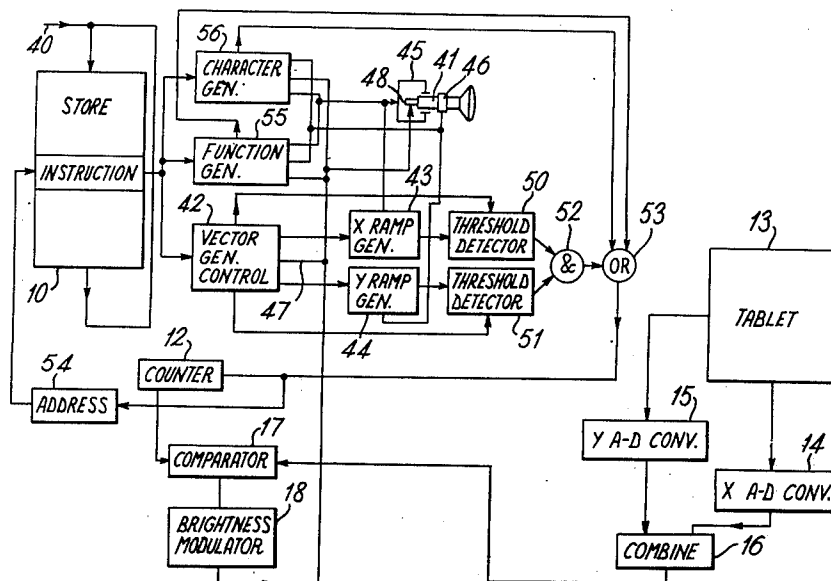 40
STORE
INSTRUCTION
10
56
CHARACTER
GEN.
55
FUNCTION
GEN.
42
VECTOR
GEN.
CONTROL
47
45
48
41
46
43
X RAMP
GEN.
Y RAMP
GEN.
44
50
THRESHOLD
DETECTOR
THRESHOLD
DETECTOR
51
52
&
53
OR
13
TABLET
54
ADDRESS
12
COUNTER
17
COMPARATOR
18
BRIGHTNESS
MODULATOR
15
Y A-D CONV.
14
X A-D CONV.
COMBINE
16